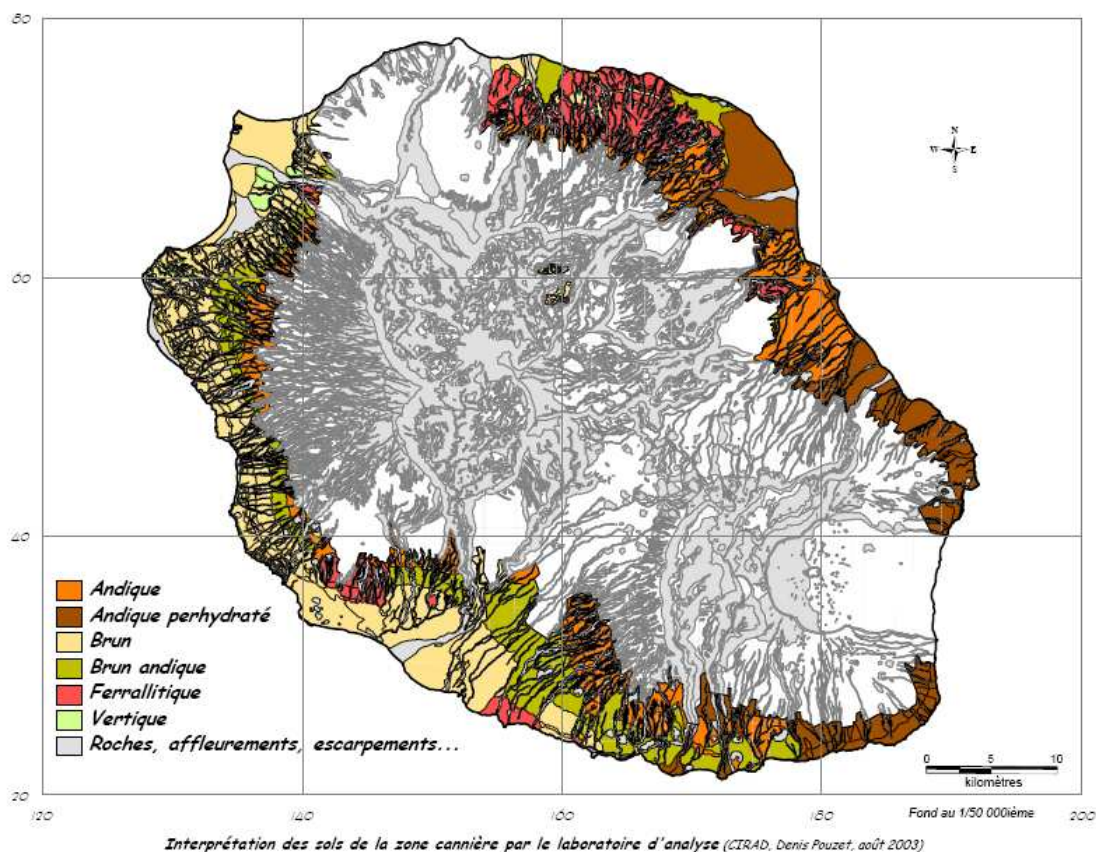 80
60
40
20
120
140
160
180
200
N
W E
S
Andique
Andique perhydraté
Brun
Brun andique
Ferrallitique
Vertique
Roches, affleurements, escarpements...
0 5 10
kilomètres
Fond au 1/50 000ième
Interprétation des sols de la zone cannière par le laboratoire d'analyse (CIRAD, Denis Pouzet, août 2003)